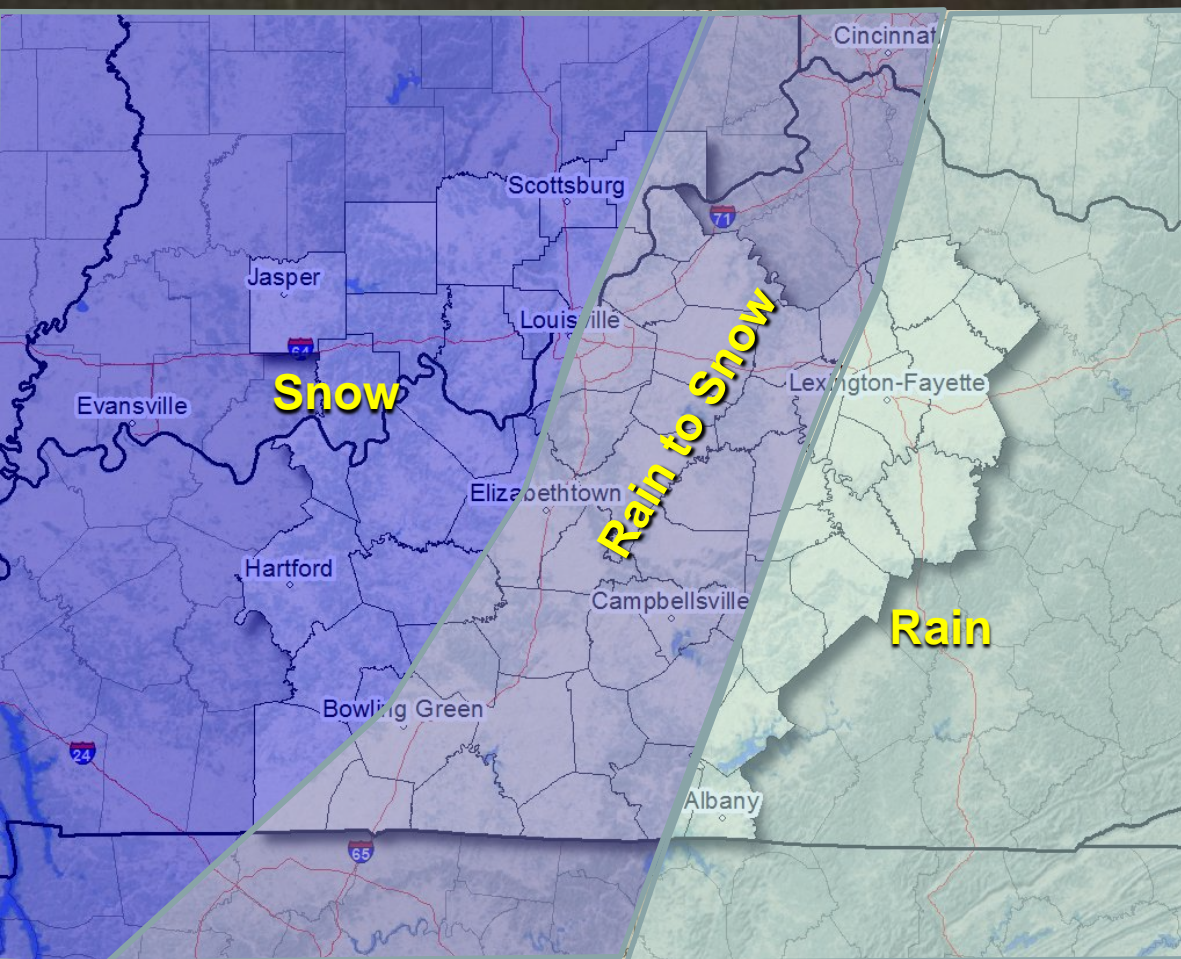 Cincinnat
Scottsburg
71
Jasper
Louisville
64
Snow
Rain to Snow
Lexington-Fayette
Evansville
Elizabethtown
Hartford
Campbellsville
Rain
Bowling Green
24
Albany
65